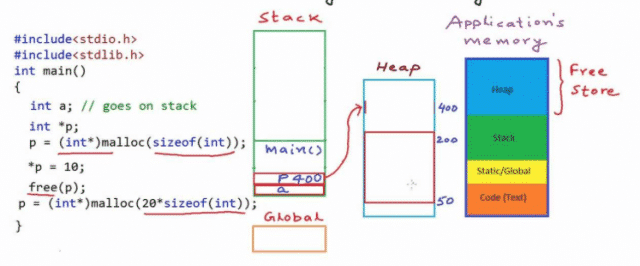 Stack
Application's
memory
#include<stdio.h>
#include<stdlib.h>
int main()
{
int a; // goes on stack
int *p;
p = (int*)malloc(sizeof(int));
*p = 10;
free(p);
p = (int*)malloc(20*sizeof(int));
}
main()
P 400
a
Global
Heap
400
200
50
Heap
Stack
Static/Global
Code (Text)
Free
Store